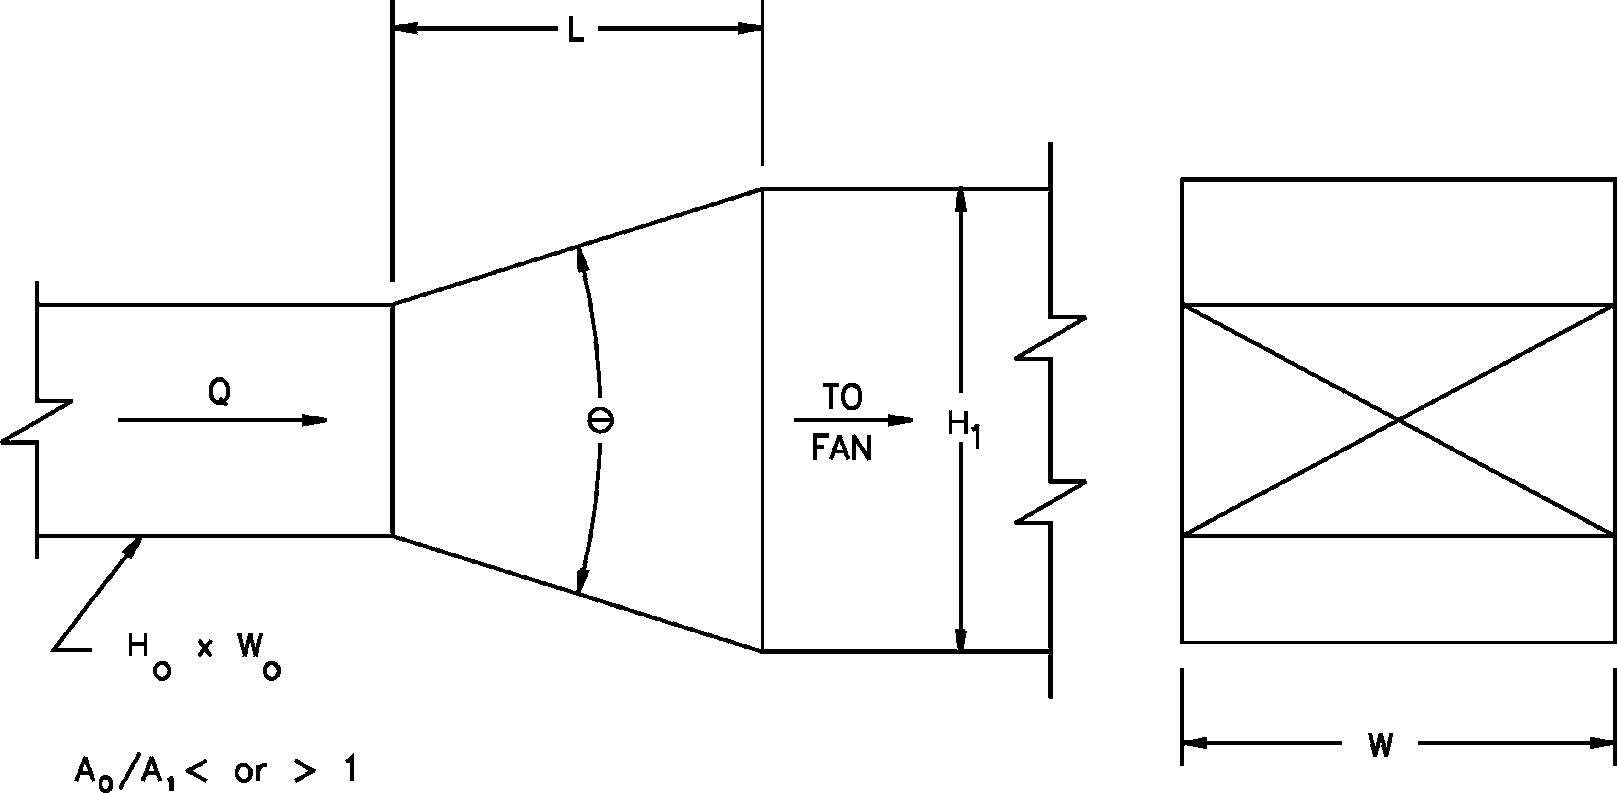 L
Q
θ
TO
FAN
H1
Ho × Wo
W
Ao/A1 < or > 1